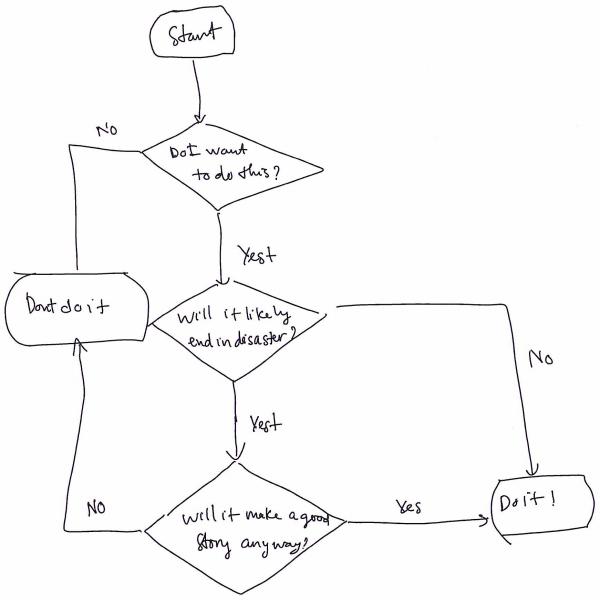 Start
No
Do I want
to do this?
Yest
Dont do it
Will it likely
end in disaster?
No
Yest
No
Will it make a good
story anyway?
Yes
Do it!